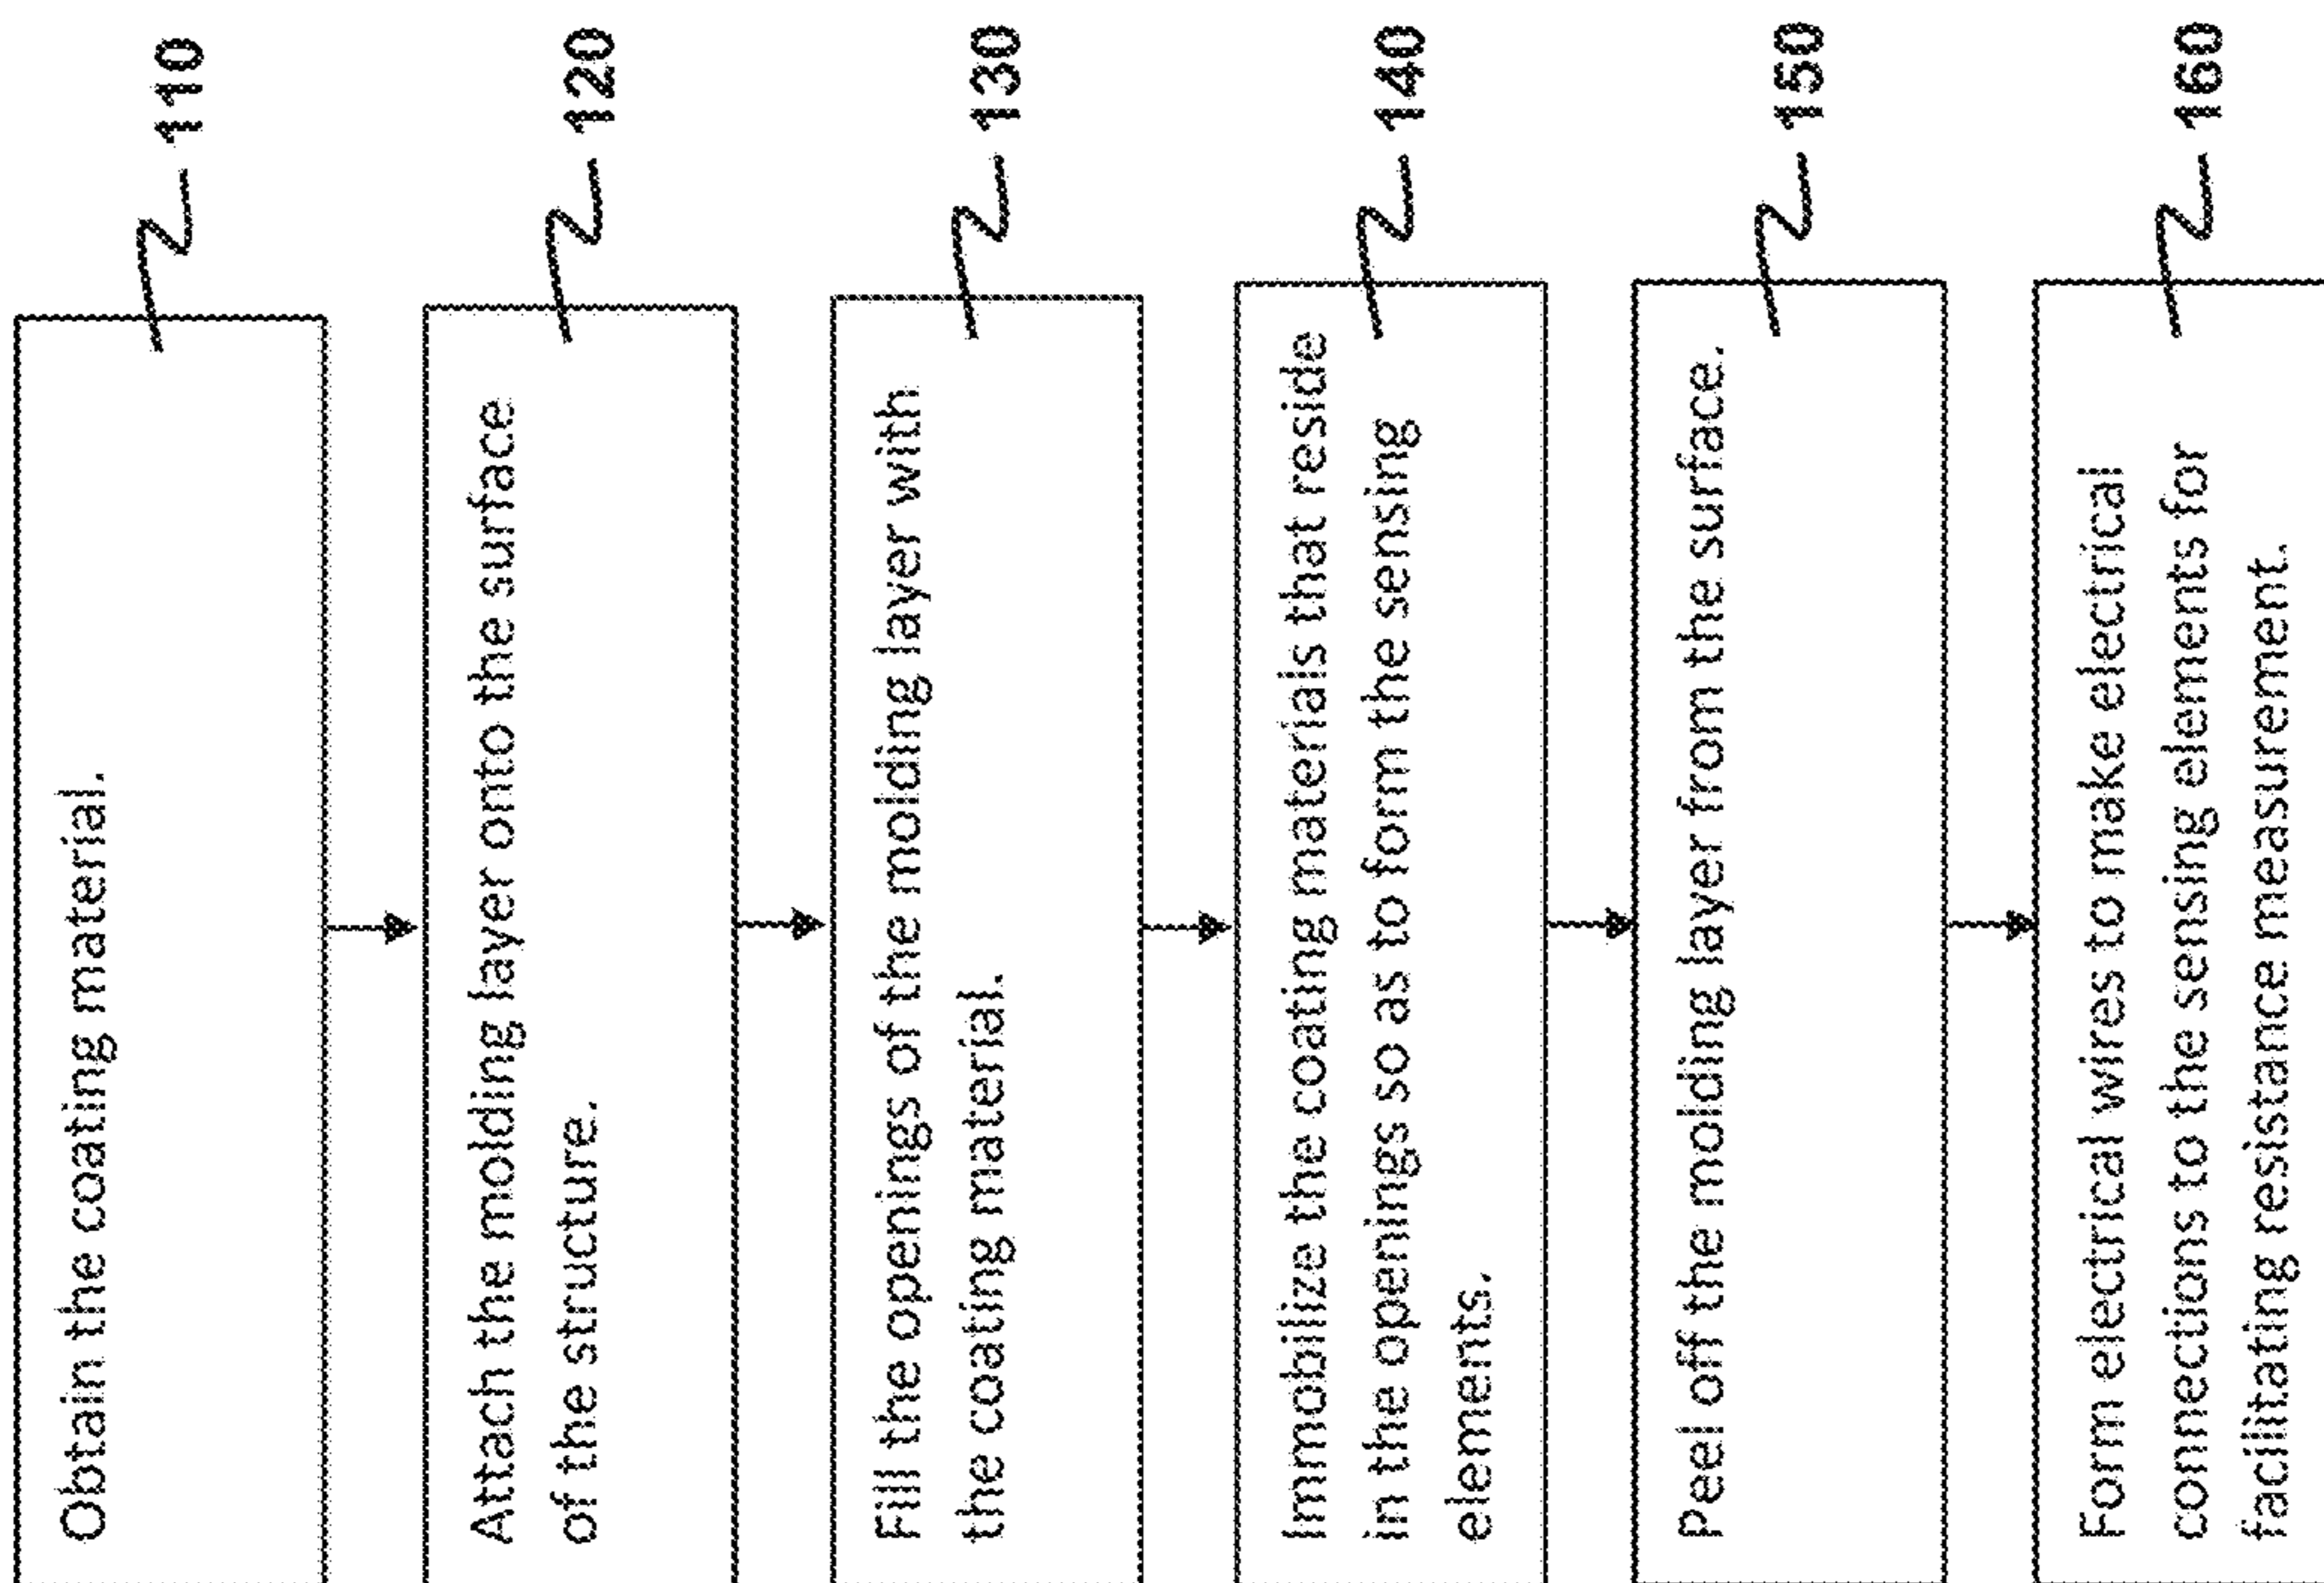 Obtain the coating material.
110
Attach the molding layer onto the surface
of the structure.
120
Fill the openings of the molding layer with
the coating material.
130
Immobilize the coating materials that reside
in the openings so as to form the sensing
elements.
140
Peel off the molding layer from the surface.
150
Form electrical wires to make electrical
connections to the sensing elements for
facilitating resistance measurement.
160